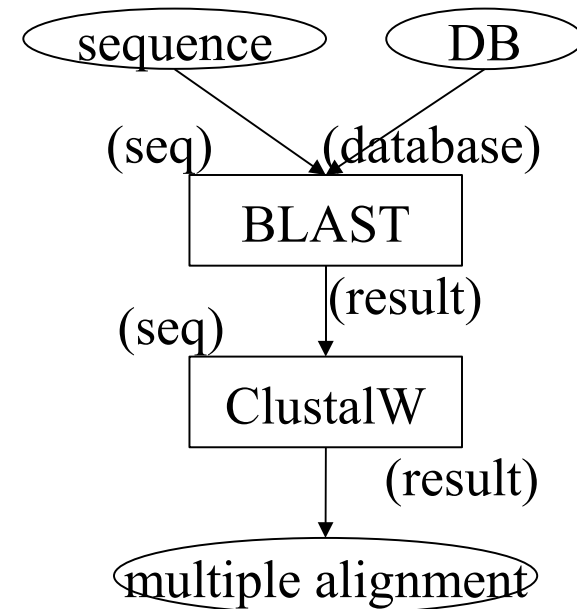 sequence
DB
(seq)
(database)
BLAST
(result)
(seq)
ClustalW
(result)
multiple alignment